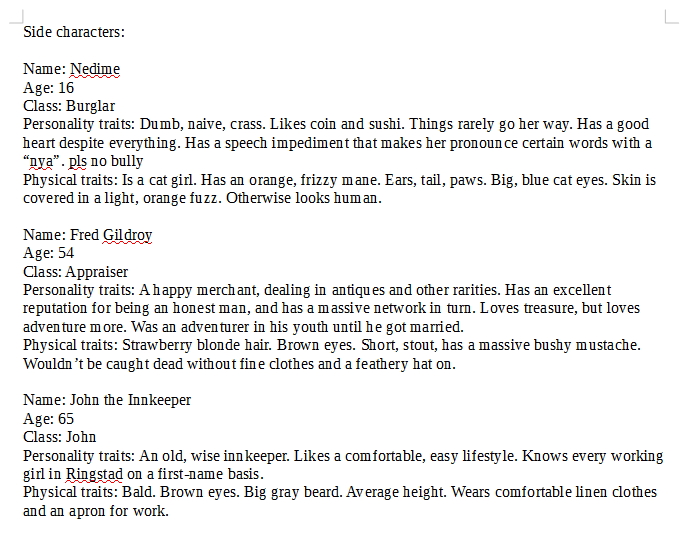 Side characters:
Name: Nedime
Age: 16
Class: Burglar
Personality traits: Dumb, naive, crass. Likes coin and sushi. Things rarely go her way. Has a good
heart despite everything. Has a speech impediment that makes her pronounce certain words with a
“nya”. pls no bully
Physical traits: Is a cat girl. Has an orange, frizzy mane. Ears, tail, paws. Big, blue cat eyes. Skin is
covered in a light, orange fuzz. Otherwise looks human.
Name: Fred Gildroy
Age: 54
Class: Appraiser
Personality traits: A happy merchant, dealing in antiques and other rarities. Has an excellent
reputation for being an honest man, and has a massive network in turn. Loves treasure, but loves
adventure more. Was an adventurer in his youth until he got married.
Physical traits: Strawberry blonde hair. Brown eyes. Short, stout, has a massive bushy mustache.
Wouldn’t be caught dead without fine clothes and a feathery hat on.
Name: John the Innkeeper
Age: 65
Class: John
Personality traits: An old, wise innkeeper. Likes a comfortable, easy lifestyle. Knows every working
girl in Ringstad on a first-name basis.
Physical traits: Bald. Brown eyes. Big gray beard. Average height. Wears comfortable linen clothes
and an apron for work.